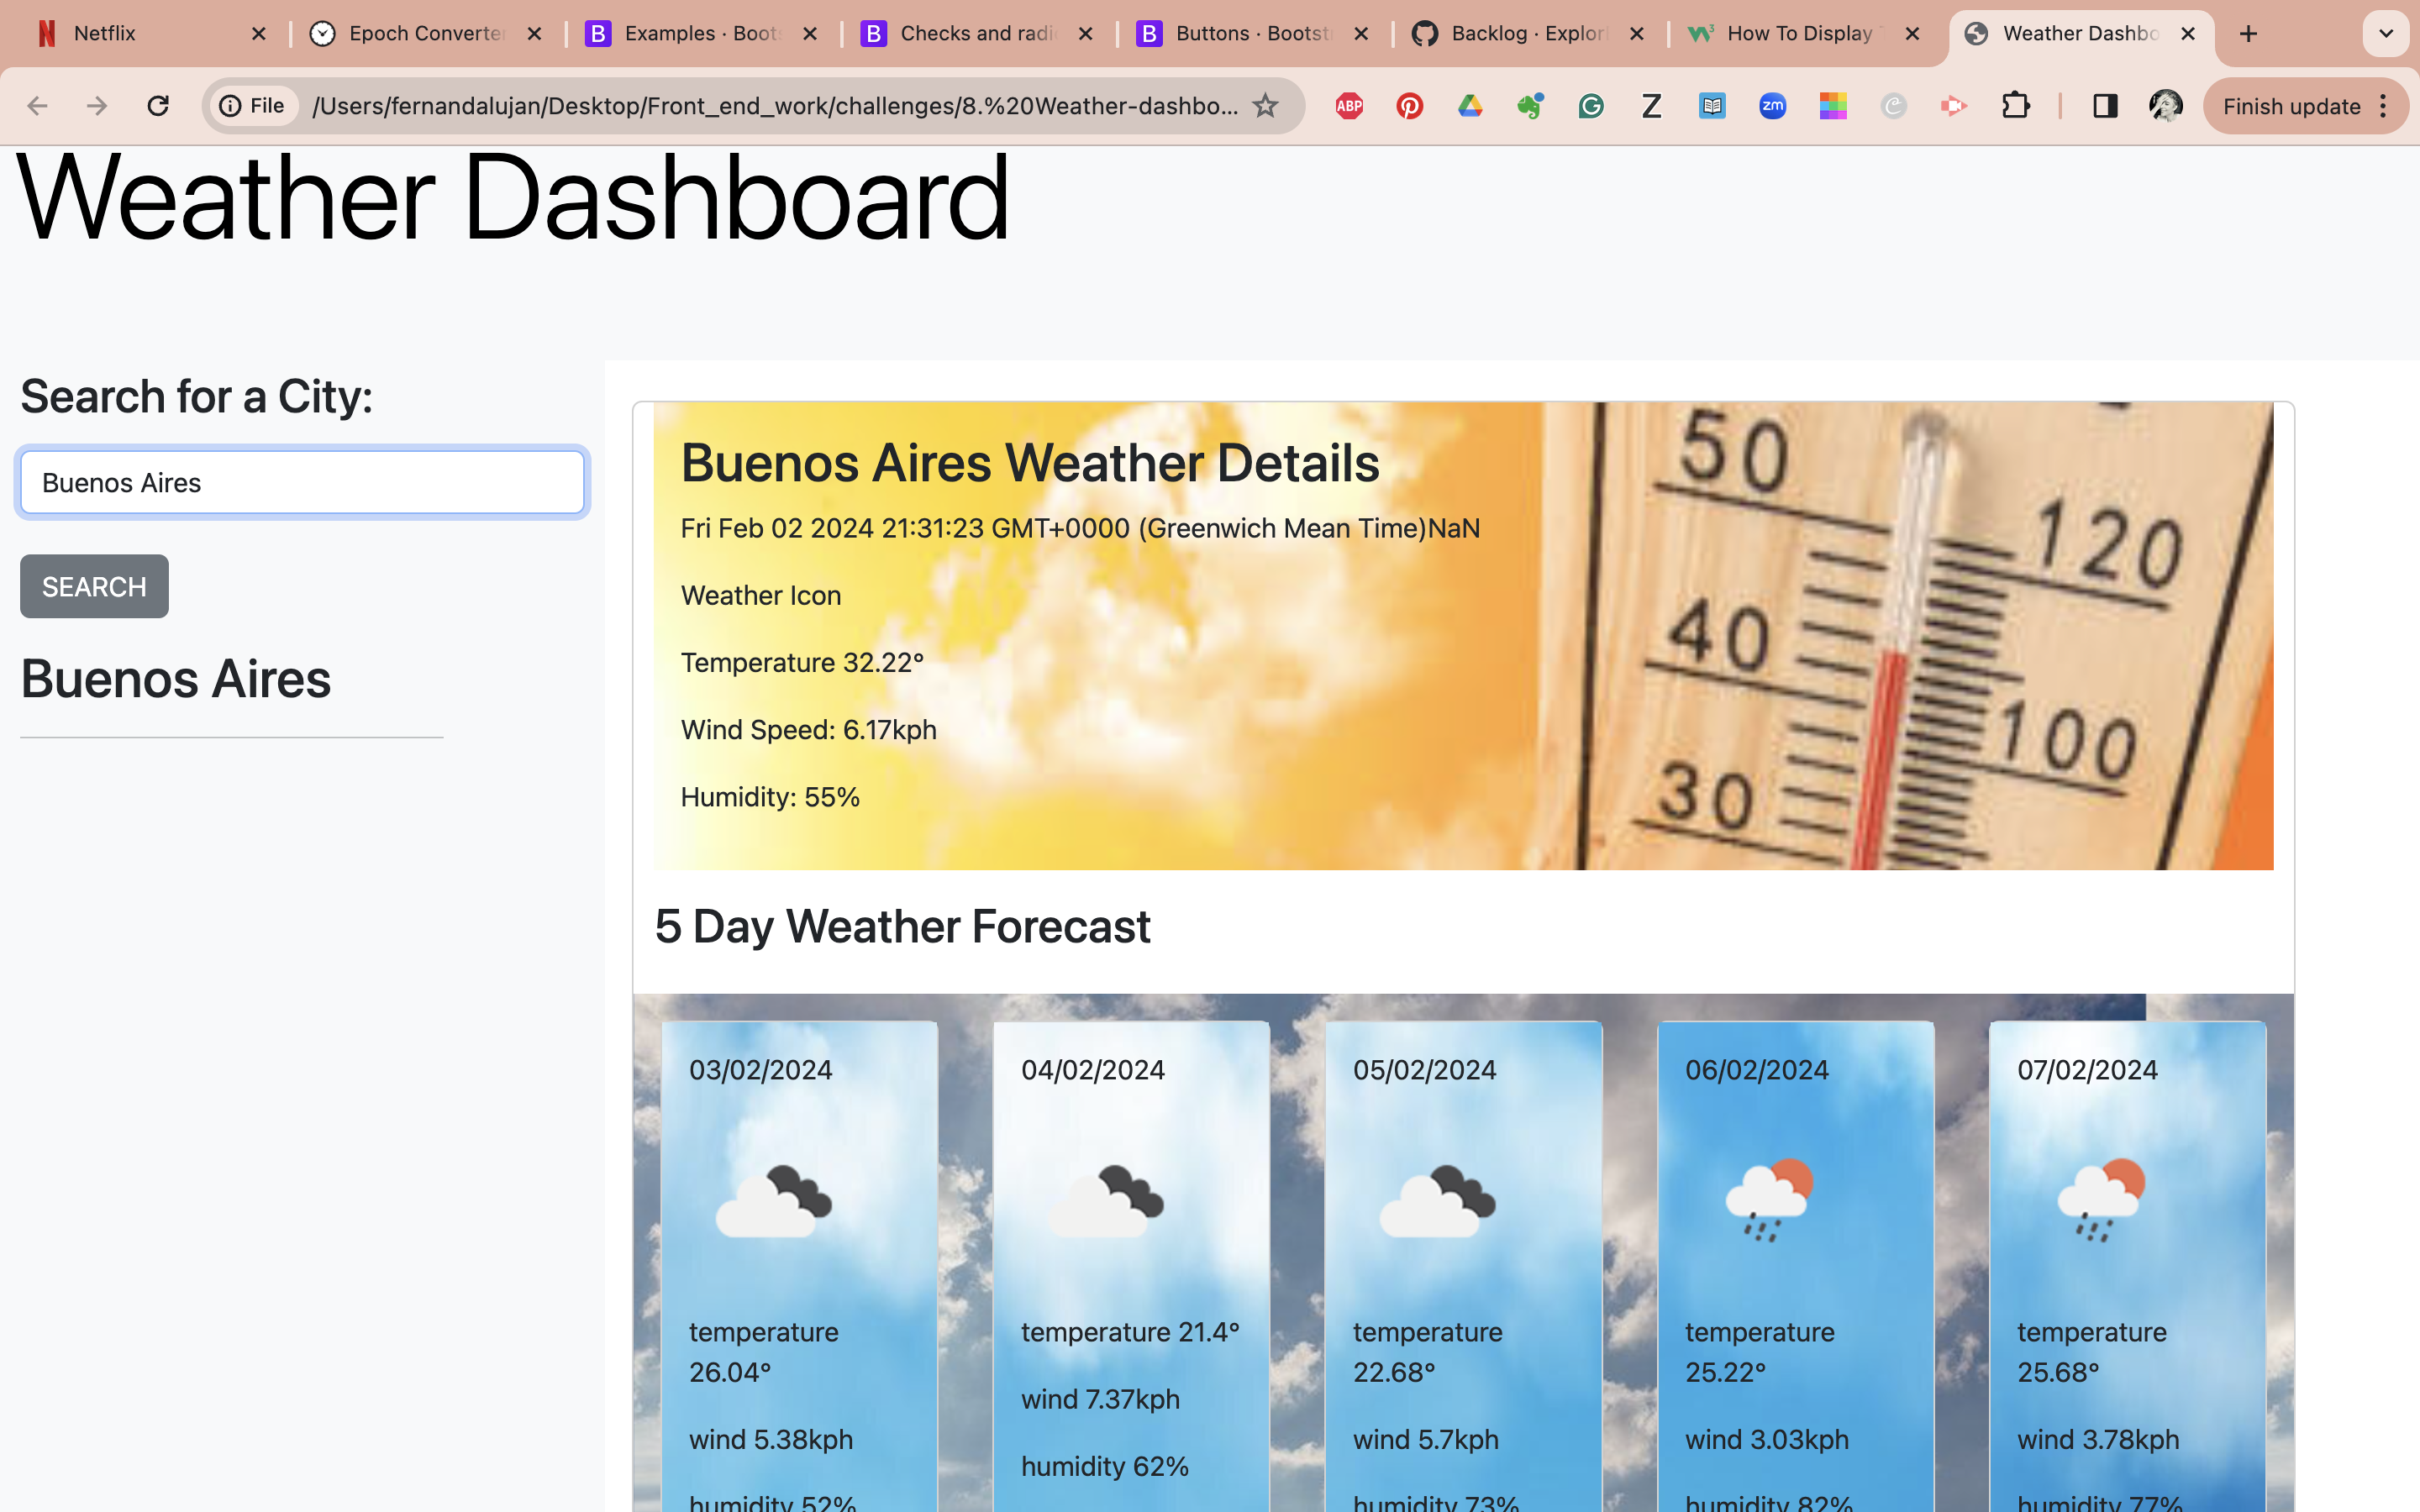 Netflix
Epoch Converter
Examples · Boots
Checks and radi
Buttons · Bootst
Backlog · Explor
How To Display
Weather Dashbo
File
/Users/fernandalujan/Desktop/Front_end_work/challenges/8.%20Weather-dashbo...
ABP
zm
Finish update
Weather Dashboard
Search for a City:
Buenos Aires
SEARCH
Buenos Aires
Buenos Aires Weather Details
Fri Feb 02 2024 21:31:23 GMT+0000 (Greenwich Mean Time)NaN
Weather Icon
Temperature 32.22°
Wind Speed: 6.17kph
Humidity: 55%
50
120
40
100
30
5 Day Weather Forecast
03/02/2024
temperature
26.04°
wind 5.38kph
humidity 52%
04/02/2024
temperature 21.4°
wind 7.37kph
humidity 62%
05/02/2024
temperature
22.68°
wind 5.7kph
humidity 73%
06/02/2024
temperature
25.22°
wind 3.03kph
humidity 82%
07/02/2024
temperature
25.68°
wind 3.78kph
humidity 77%